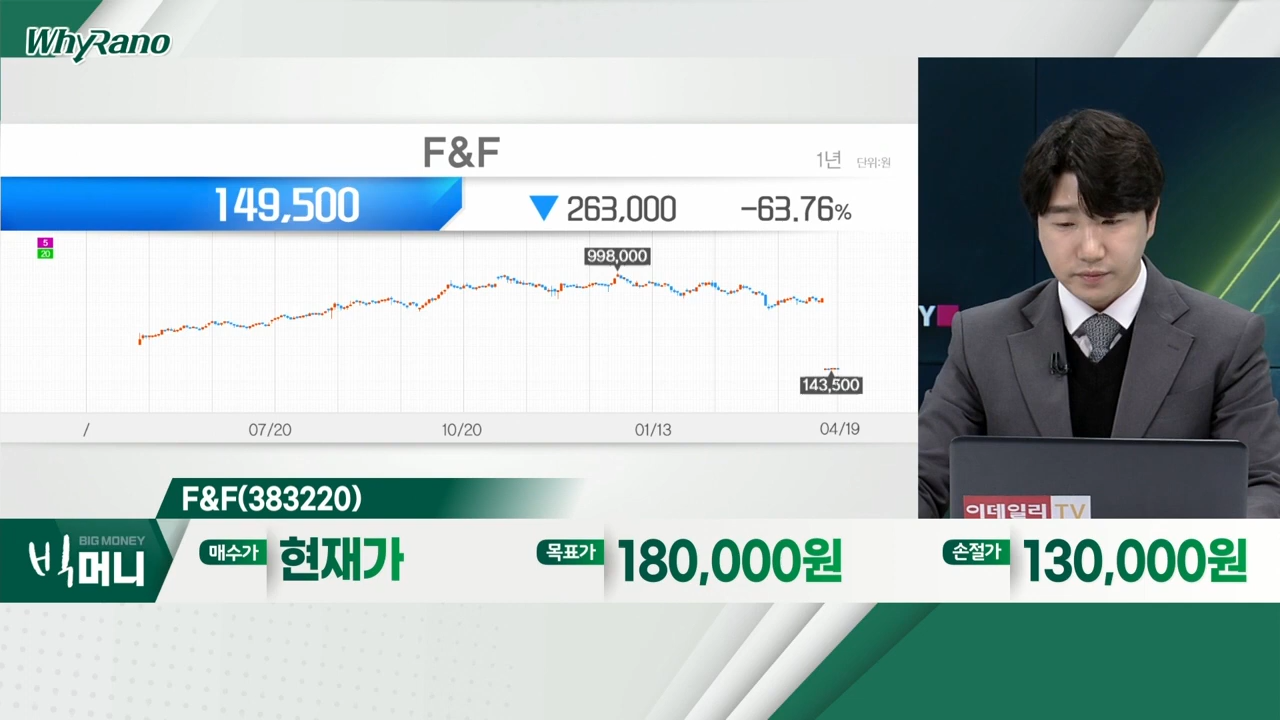 WhyRano
F&F
1년 단위:원
149,500 ▼ 263,000 -63.76%
5
20
998,000
143,500
/ 07/20 10/20 01/13 04/19
Y
이데일리 TV
F&F(383220)
BIG MONEY
빅머니
매수가 현재가 목표가 180,000원 손절가 130,000원